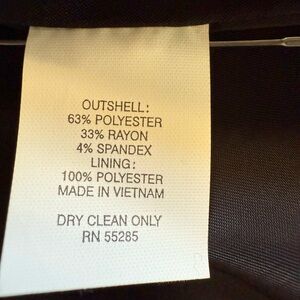 OUTSHELL:
63% POLYESTER
33% RAYON
4% SPANDEX
LINING:
100% POLYESTER
MADE IN VIETNAM
DRY CLEAN ONLY
RN 55285